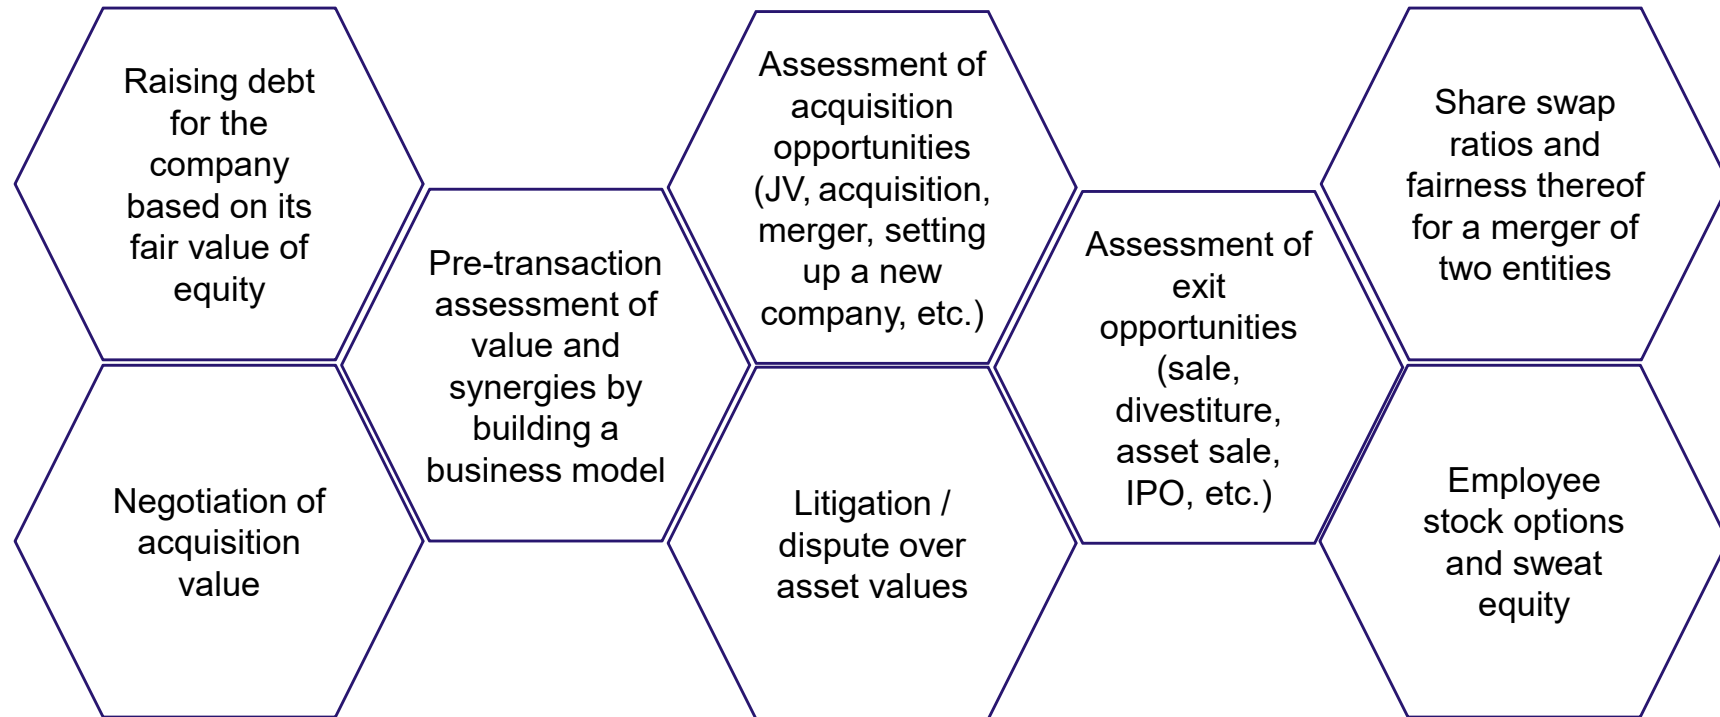 Raising debt
for the
company
based on its
fair value of
equity
Negotiation of
acquisition
value
Pre-transaction
assessment of
value and
synergies by
building a
business model
Assessment of
acquisition
opportunities
(JV, acquisition,
merger, setting
up a new
company, etc.)
Litigation /
dispute over
asset values
Assessment of
exit
opportunities
(sale,
divestiture,
asset sale,
IPO, etc.)
Share swap
ratios and
fairness thereof
for a merger of
two entities
Employee
stock options
and sweat
equity